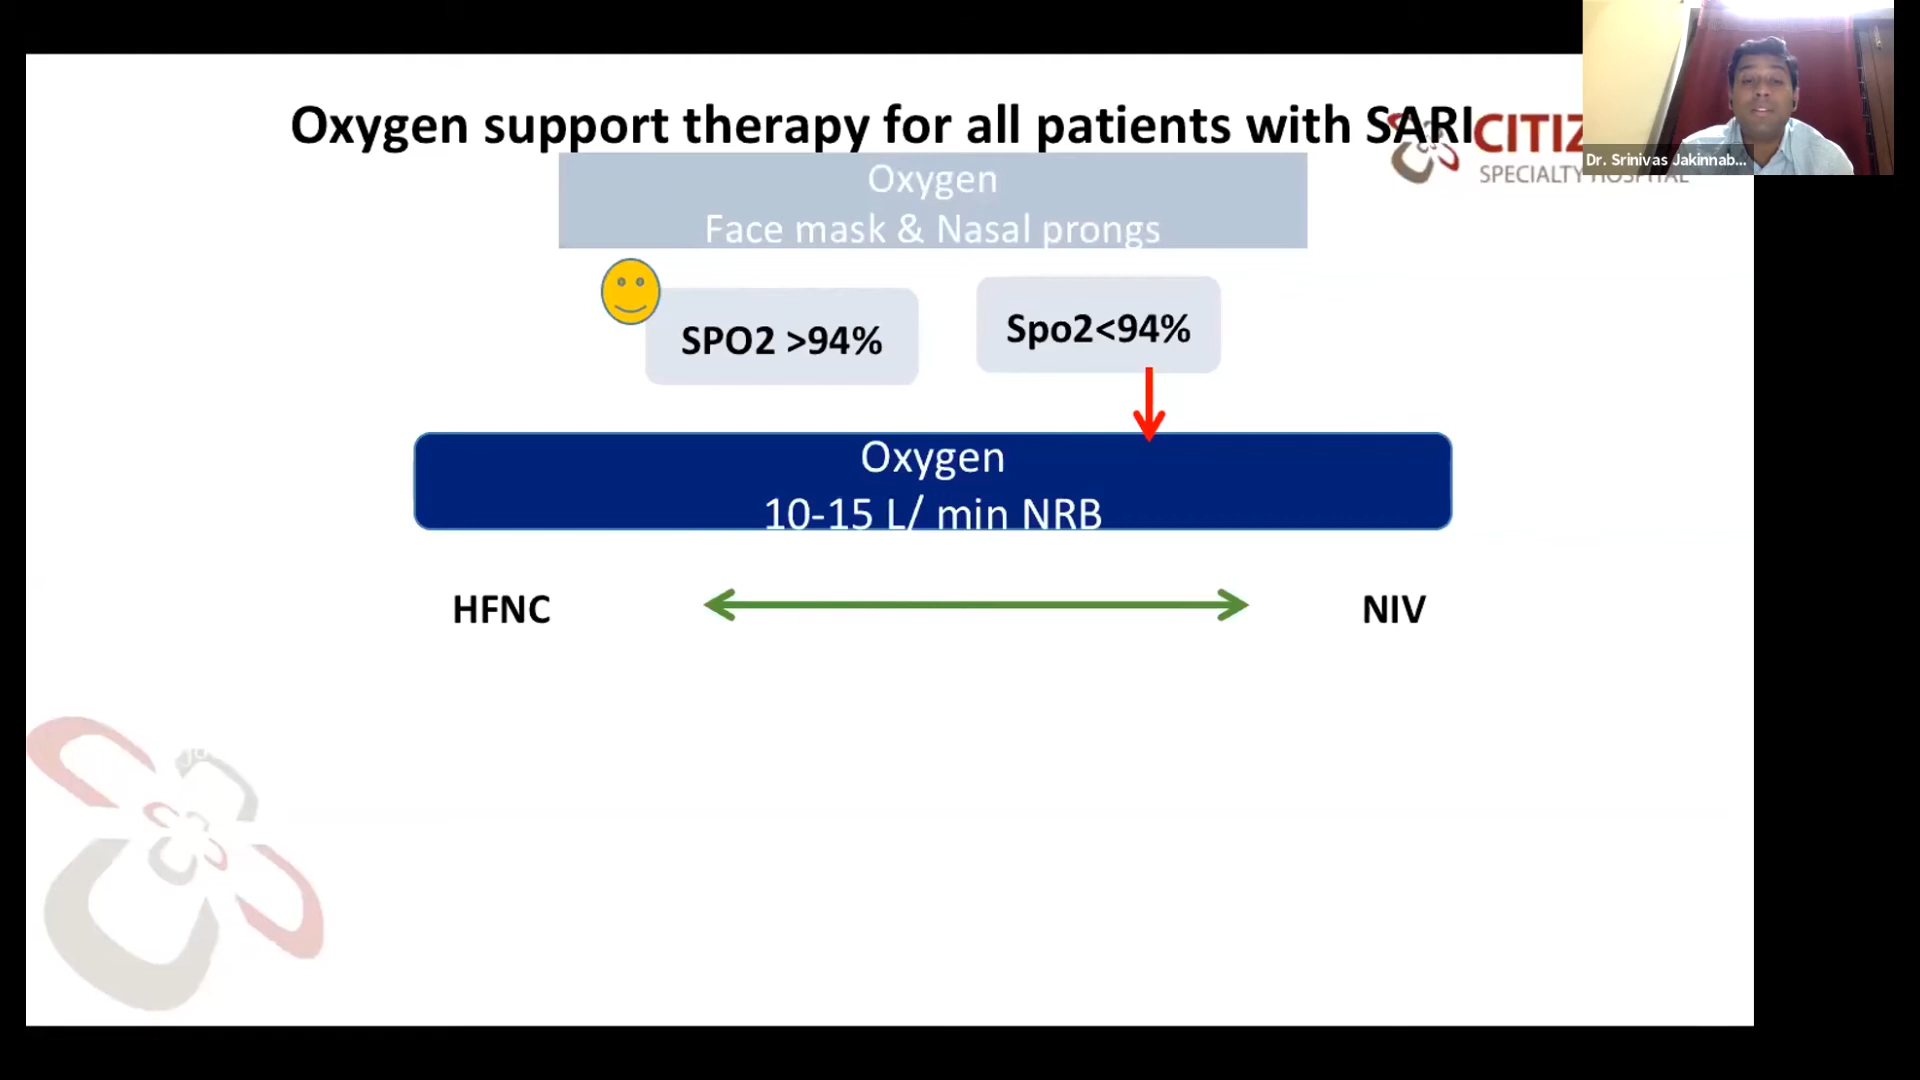 Oxygen support therapy for all patients with SARI
CITIZ
SPECIALTY HOSPITAL
Dr. Srinivas Jakinnab...
Oxygen
Face mask & Nasal prongs
SPO2 >94%
Spo2<94%
Oxygen
10-15 L/ min NRB
HFNC
NIV